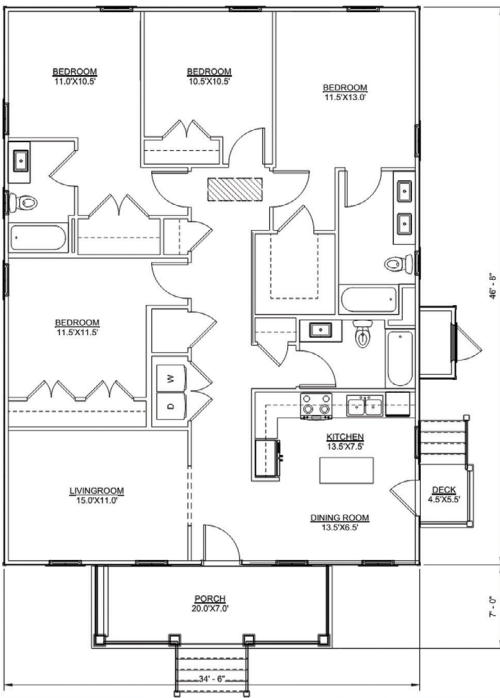 BEDROOM
11.0'X10.5'
BEDROOM
10.5'X10.5'
BEDROOM
11.5'X13.0'
BEDROOM
11.5'X11.5'
W
D
KITCHEN
13.5'X7.5'
LIVINGROOM
15.0'X11.0'
DINING ROOM
13.5'X6.5'
DECK
4.5'X5.5'
PORCH
20.0'X7.0'
46' - 8"
7' - 0"
34' - 6"